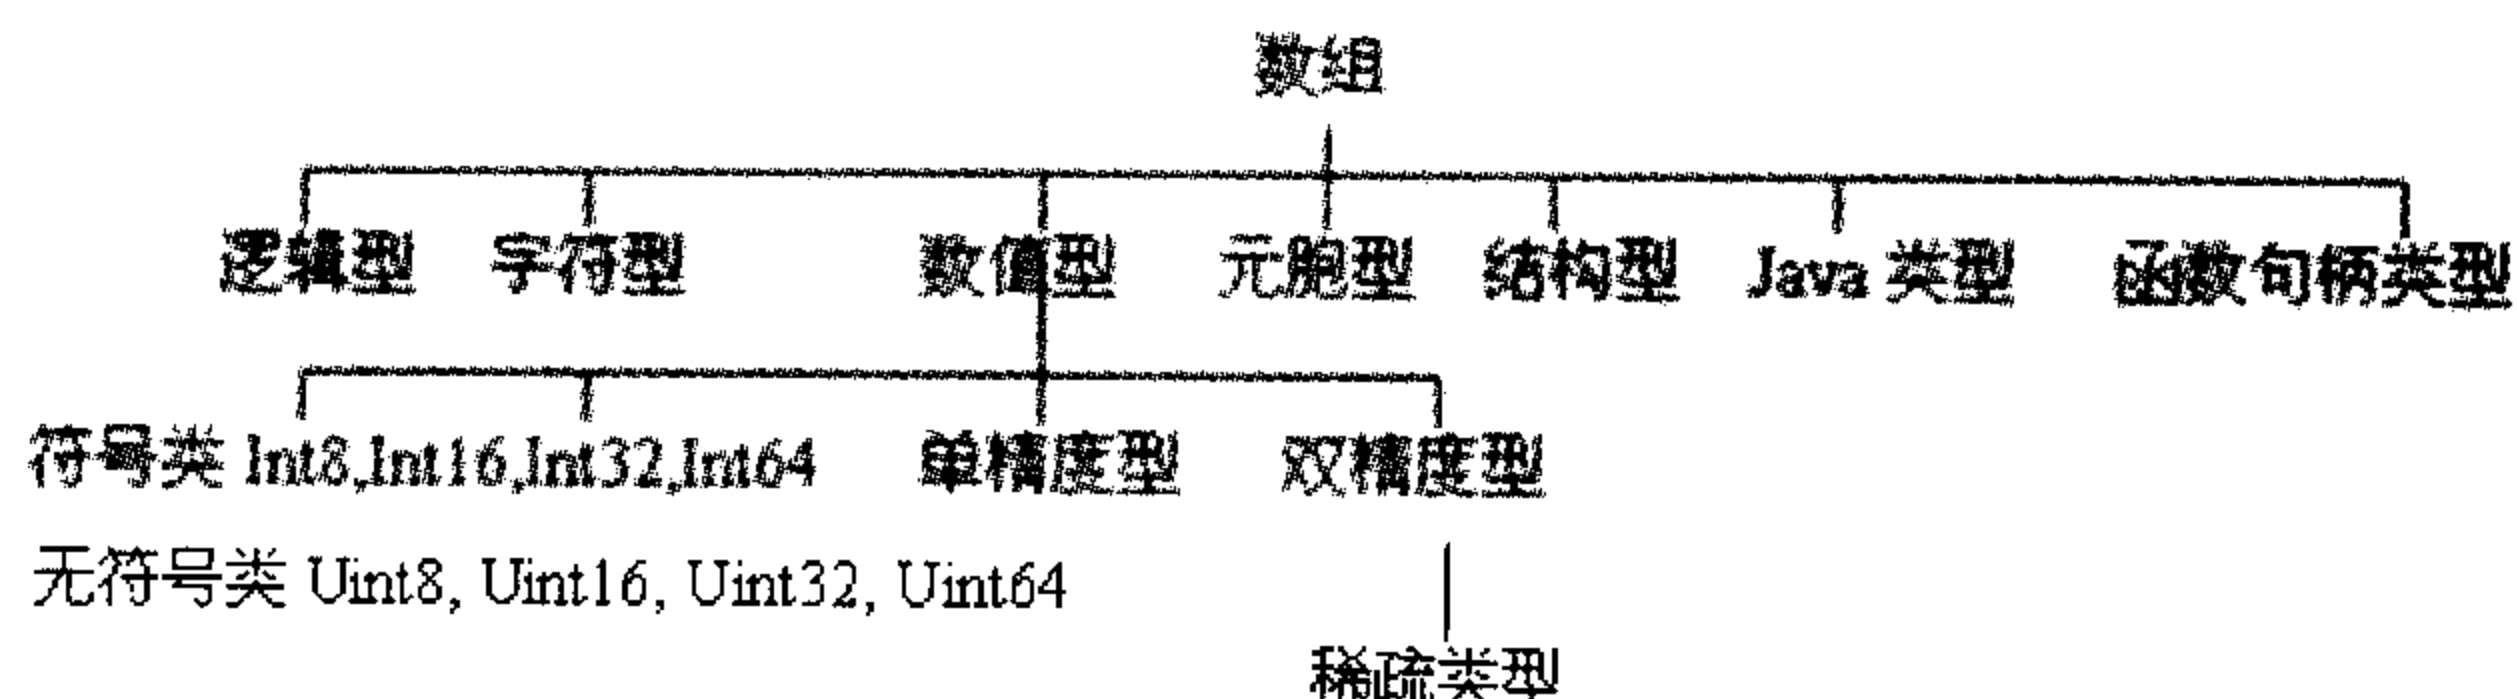 数组
逻辑型 字符型 数值型 元胞型 结构型 Java 类型 函数句柄类型
符号类 Int8,Int16,Int32,Int64 单精度型 双精度型
无符号类 Uint8, Uint16, Uint32, Uint64
稀疏类型